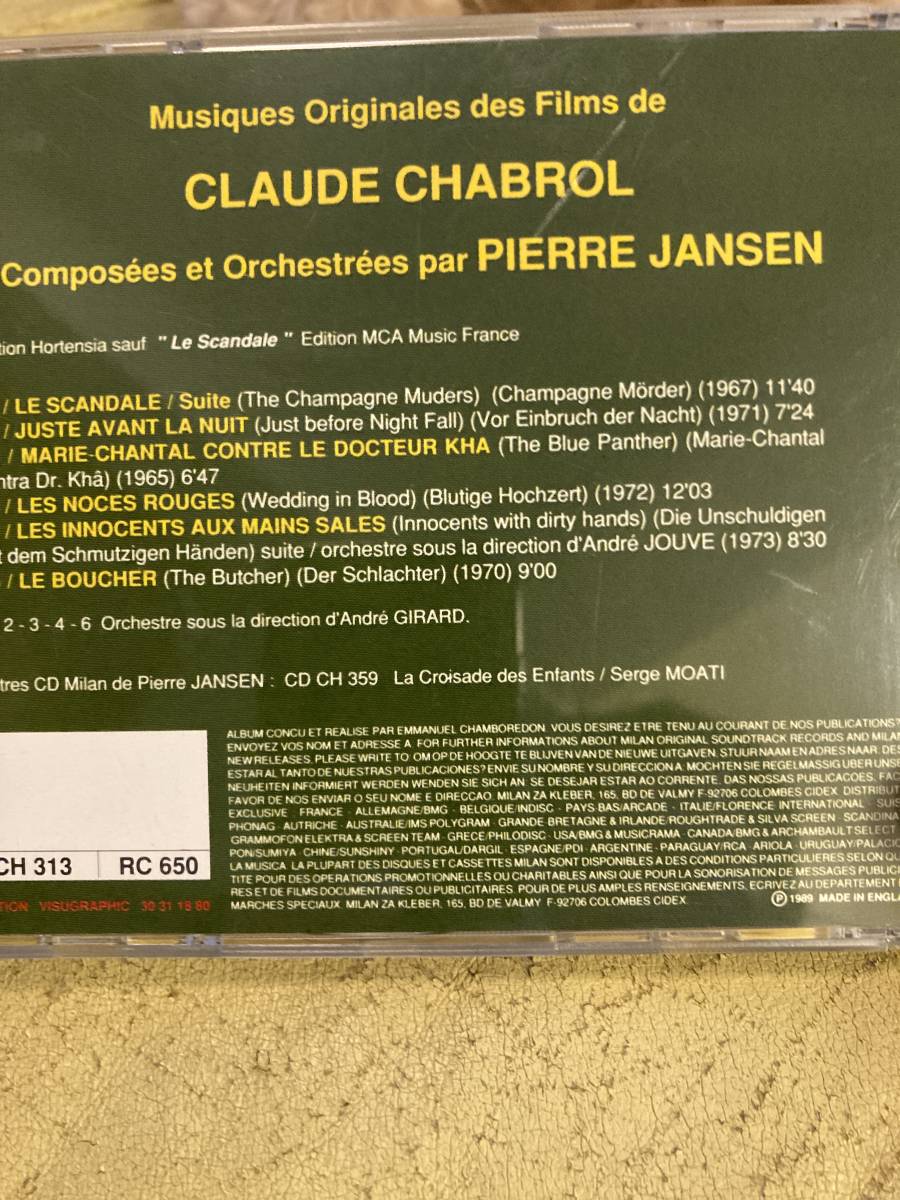 Musiques Originales des Films de
CLAUDE CHABROL
Composées et Orchestrées par PIERRE JANSEN
tion Hortensia sauf " Le Scandale " Edition MCA Music France
/ LE SCANDALE / Suite (The Champagne Muders) (Champagne Mörder) (1967) 11'40
/ JUSTE AVANT LA NUIT (Just before Night Fall) (Vor Einbruch der Nacht) (1971) 7'24
/ MARIE-CHANTAL CONTRE LE DOCTEUR KHA (The Blue Panther) (Marie-Chantal
ntra Dr. Khâ) (1965) 6'47
/ LES NOCES ROUGES (Wedding in Blood) (Blutige Hochzert) (1972) 12'03
/ LES INNOCENTS AUX MAINS SALES (Innocents with dirty hands) (Die Unschuldigen
t dem Schmutzigen Händen) suite / orchestre sous la direction d'André JOUVE (1973) 8'30
/ LE BOUCHER (The Butcher) (Der Schlachter) (1970) 9'00
2 - 3 - 4 - 6 Orchestre sous la direction d'André GIRARD.
tres CD Milan de Pierre JANSEN : CD CH 359 La Croisade des Enfants / Serge MOATI
ALBUM CONCU ET REALISE PAR EMMANUEL CHAMBOREDON. VOUS DESIREZ ETRE TENU AU COURANT DE NOS PUBLICATIONS?
ENVOYEZ VOS NOM ET ADRESSE A. FOR FURTHER INFORMATIONS ABOUT MILAN ORIGINAL SOUNDTRACK RECORDS AND MILAN
NEW RELEASES, PLEASE WRITE TO. OM OP DE HOOGTE TE BLIJVEN VAN DE NIEUWE UITGAVEN. STUUR NAAM EN ADRES NAAR. DES
ESTAR AL TANTO DE NUESTRAS PUBLICACIONES? ENVIE SU NOMBRE Y SU DIRECCION A. MOCHTEN SIE REGELMASSIG UBER UNSE
NEUHEITEN INFORMIERT WERDEN WENDEN SIE SICH AN. SE DESEJAR ESTAR AO CORRENTE, DAS NOSSAS PUBLICACOES, FAC
FAVOR DE NOS ENVIAR O SEU NOME E DIRECCAO. MILAN ZA KLEBER, 165, BD DE VALMY F-92706 COLOMBES CIDEX. DISTRIBUT
EXCLUSIVE : FRANCE - ALLEMAGNE/BMG - BELGIQUE/INDISC - PAYS BAS/ARCADE - ITALIE/FLORENCE INTERNATIONAL - SUIS
PHONAG - AUTRICHE - AUSTRALIE/IMS POLYGRAM - GRANDE BRETAGNE & IRLANDE/ROUGHTRADE & SILVA SCREEN - SCANDINA
GRAMMOFON ELEKTRA & SCREEN TEAM - GRECE/PHILODISC - USA/BMG & MUSICRAMA - CANADA/BMG & ARCHAMBAULT SELECT
PON/SUMIYA - CHINE/SUNSHINY - PORTUGAL/DARGIL - ESPAGNE/PDI - ARGENTINE - PARAGUAY/RCA - ARIOLA - URUGUAY/PALACIO
LA MUSICA. LA PLUPART DES DISQUES ET CASSETTES MILAN SONT DISPONIBLES A DES CONDITIONS PARTICULIERES SELON QU
TITE POUR DES OPERATIONS PROMOTIONNELLES OU CHARITABLES AINSI QUE POUR LA SONORISATION DE MESSAGES PUBLIC
RES ET DE FILMS DOCUMENTAIRES OU PUBLICITAIRES. POUR DE PLUS AMPLES RENSEIGNEMENTS, ECRIVEZ AU DEPARTEMENT
MARCHES SPECIAUX. MILAN ZA KLEBER, 165, BD DE VALMY F-92706 COLOMBES CIDEX.
Ⓟ 1989 MADE IN ENGLA
CH 313 RC 650
TION VISUGRAPHIC 30 31 18 80